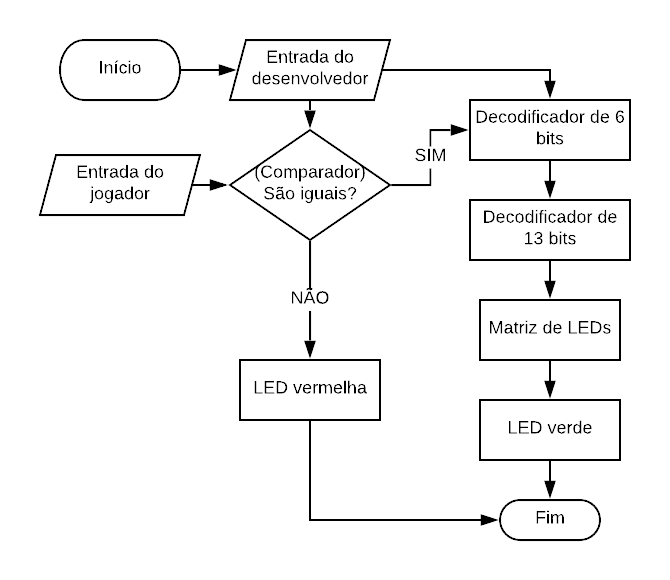 Início
Entrada do
desenvolvedor
Decodificador de 6
bits
SIM
(Comparador)
São iguais?
Entrada do
jogador
Decodificador de
13 bits
NÃO
Matriz de LEDs
LED vermelha
LED verde
Fim